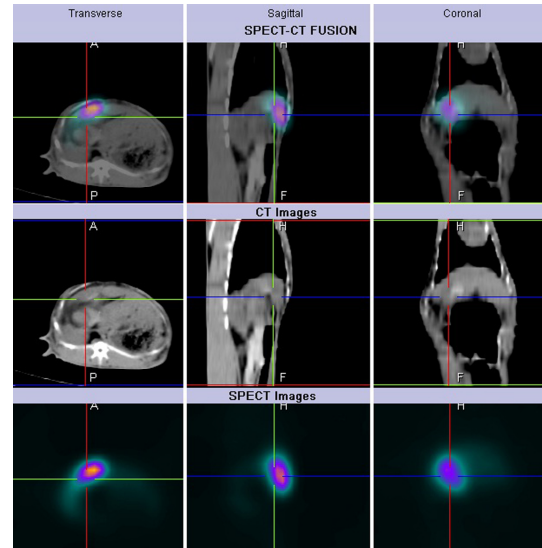 Transverse Sagittal Coronal
SPECT-CT FUSION
A H H
P F F
CT Images
A H H
P F F
SPECT Images
A H H